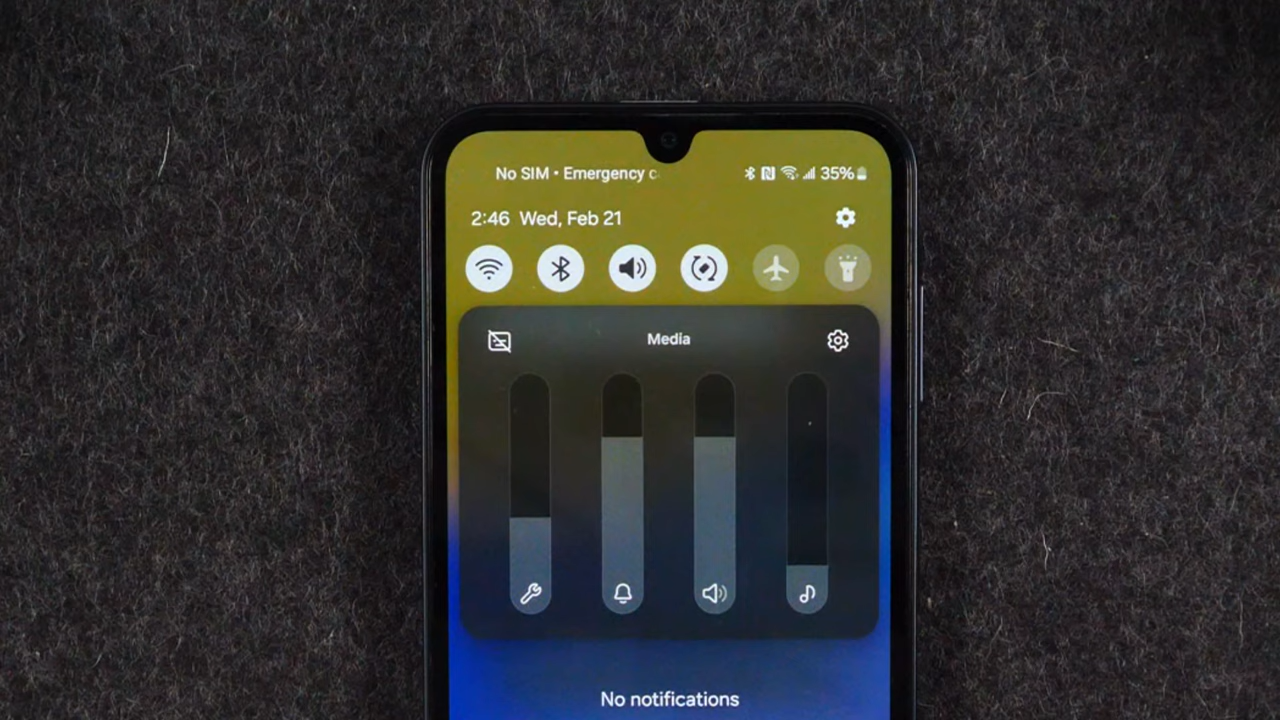 No SIM • Emergency c
35%
2:46 Wed, Feb 21
Media
No notifications